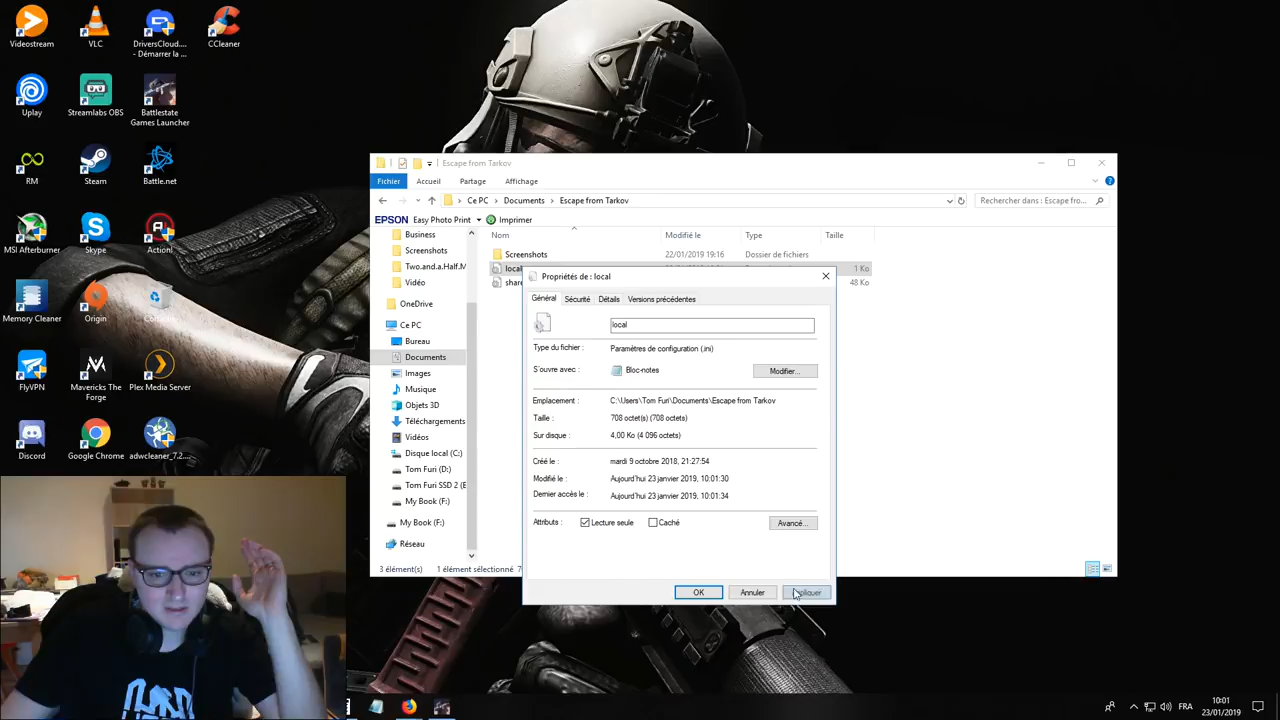 Videostream
VLC
DriversCloud....
- Démarrer la ...
CCleaner
Uplay
Streamlabs OBS
Battlestate
Games Launcher
RM
Steam
Battle.net
MSI Afterburner
Skype
Action!
Memory Cleaner
Origin
FlyVPN
Mavericks The
Forge
Plex Media Server
Discord
Google Chrome
adwcleaner_7.2....
Escape from Tarkov
Fichier
Accueil
Partage
Affichage
Ce PC
Documents
Escape from Tarkov
Rechercher dans : Escape fro...
EPSON Easy Photo Print
Imprimer
Business
Screenshots
Two.and.a.Half.M
Vidéo
OneDrive
Ce PC
Bureau
Documents
Images
Musique
Objets 3D
Téléchargements
Vidéos
Disque local (C:)
Tom Furi (D:)
Tom Furi SSD 2 (E
My Book (F:)
My Book (F:)
Réseau
Nom
Modifié le
Type
Taille
Screenshots
22/01/2019 19:16
Dossier de fichiers
local
1 Ko
share
48 Ko
3 élément(s)
1 élément sélectionné
Propriétés de : local
Général
Sécurité
Détails
Versions précédentes
local
Type du fichier :
Paramètres de configuration (.ini)
S'ouvre avec :
Bloc-notes
Modifier...
Emplacement :
C:\Users\Tom Furi\Documents\Escape from Tarkov
Taille :
708 octet(s) (708 octets)
Sur disque :
4,00 Ko (4 096 octets)
Créé le :
mardi 9 octobre 2018, 21:27:54
Modifié le :
Aujourd'hui 23 janvier 2019, 10:01:30
Dernier accès le :
Aujourd'hui 23 janvier 2019, 10:01:34
Attributs :
Lecture seule
Caché
Avancé...
OK
Annuler
Appliquer
FR
10:01
23/01/2019